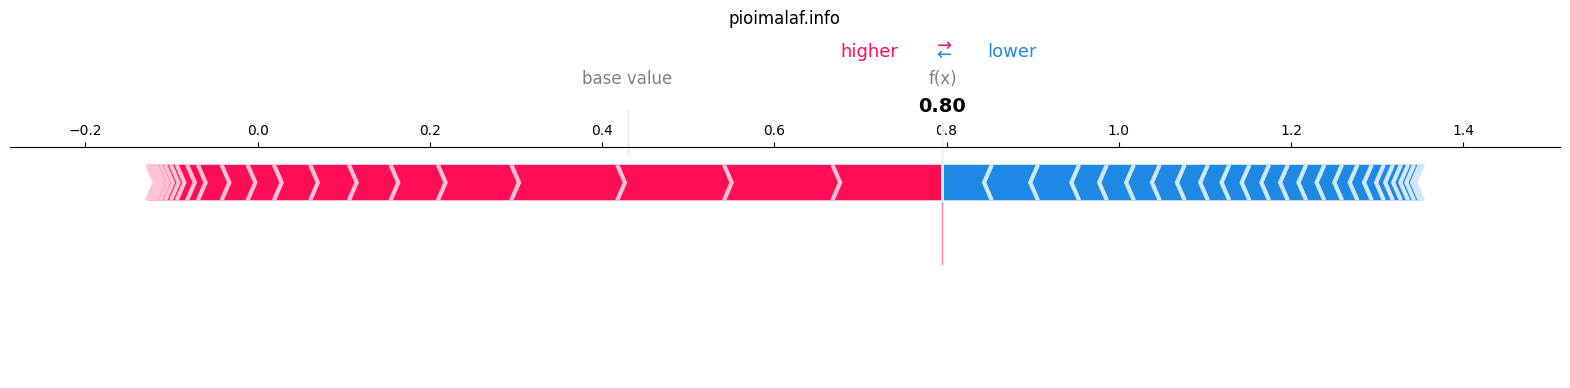 pioimalaf.info
higher → lower
←
base value f(x)
0.80
−0.2 0.0 0.2 0.4 0.6 0.8 1.0 1.2 1.4